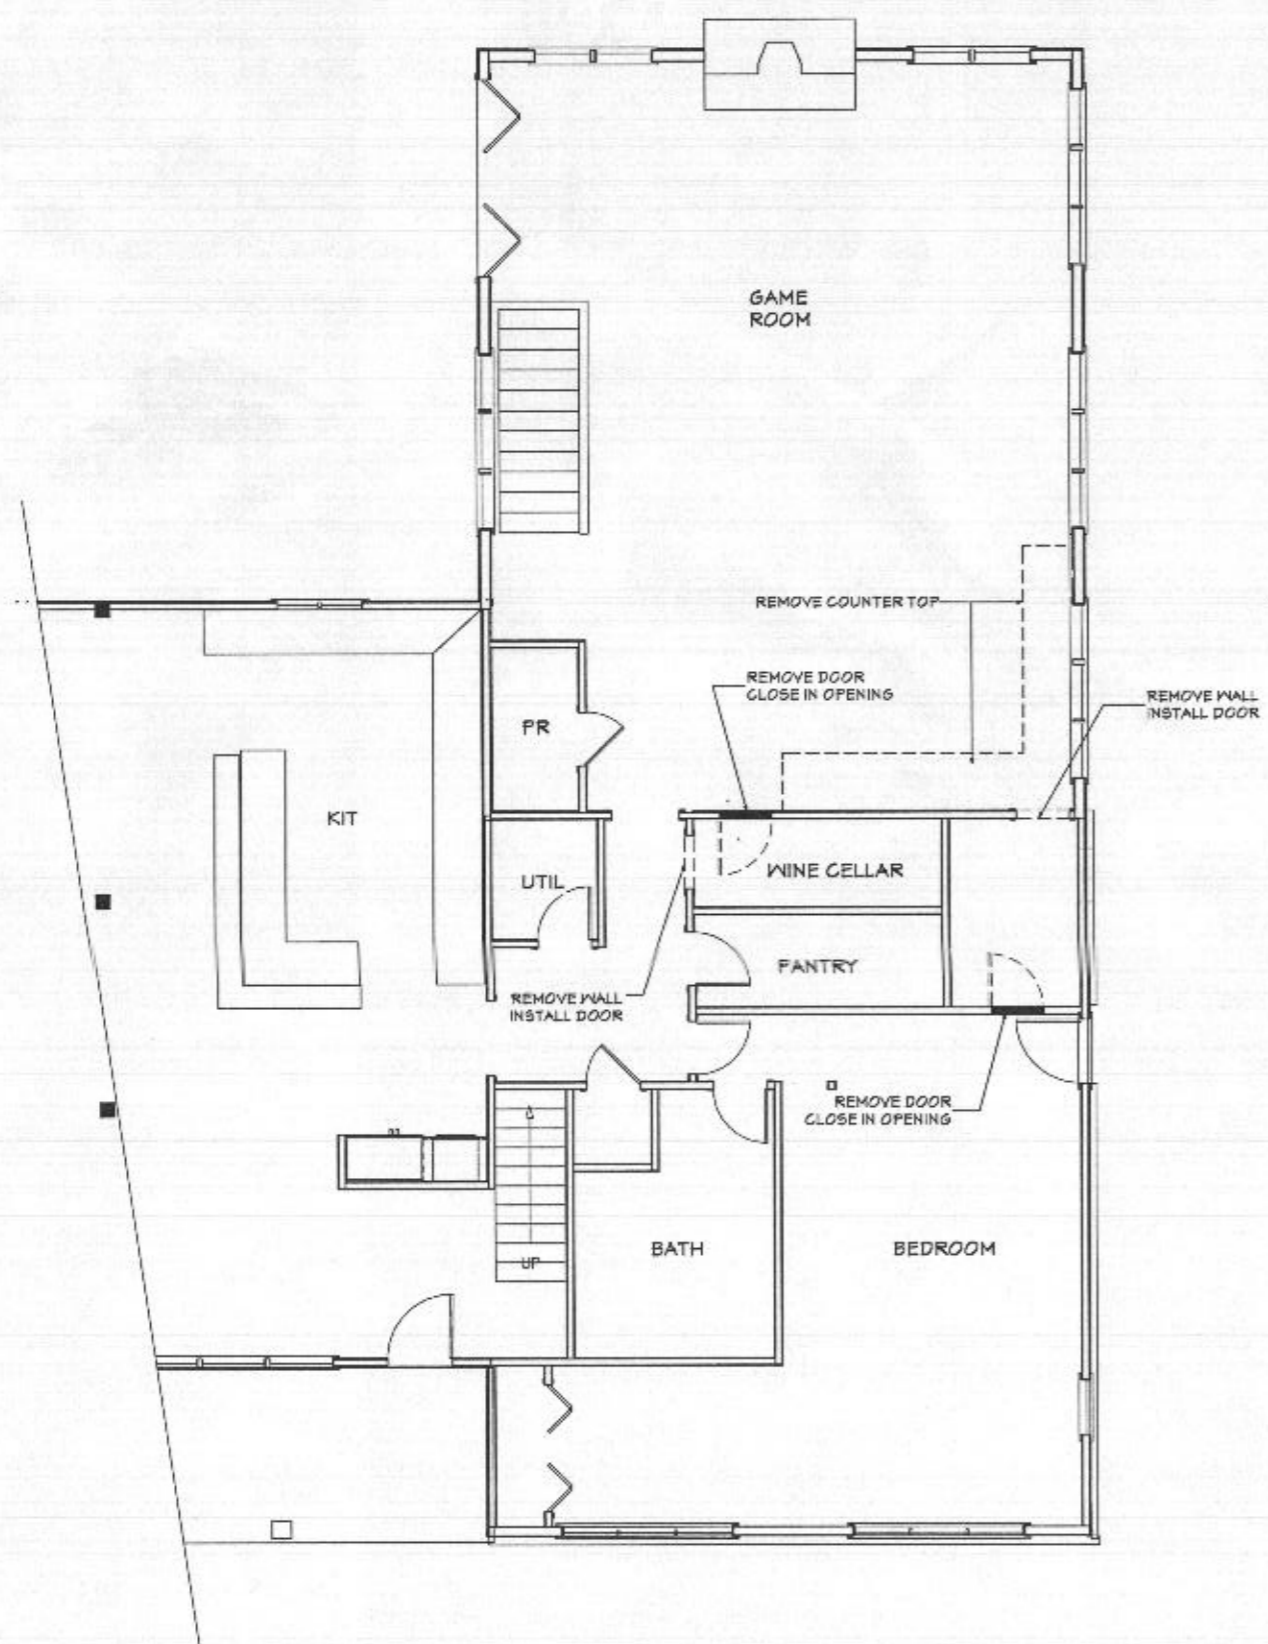 GAME
ROOM
REMOVE COUNTER TOP
REMOVE DOOR
CLOSE IN OPENING
REMOVE WALL
INSTALL DOOR
PR
KIT
UTIL
WINE CELLAR
PANTRY
REMOVE WALL
INSTALL DOOR
REMOVE DOOR
CLOSE IN OPENING
BATH
BEDROOM
UP